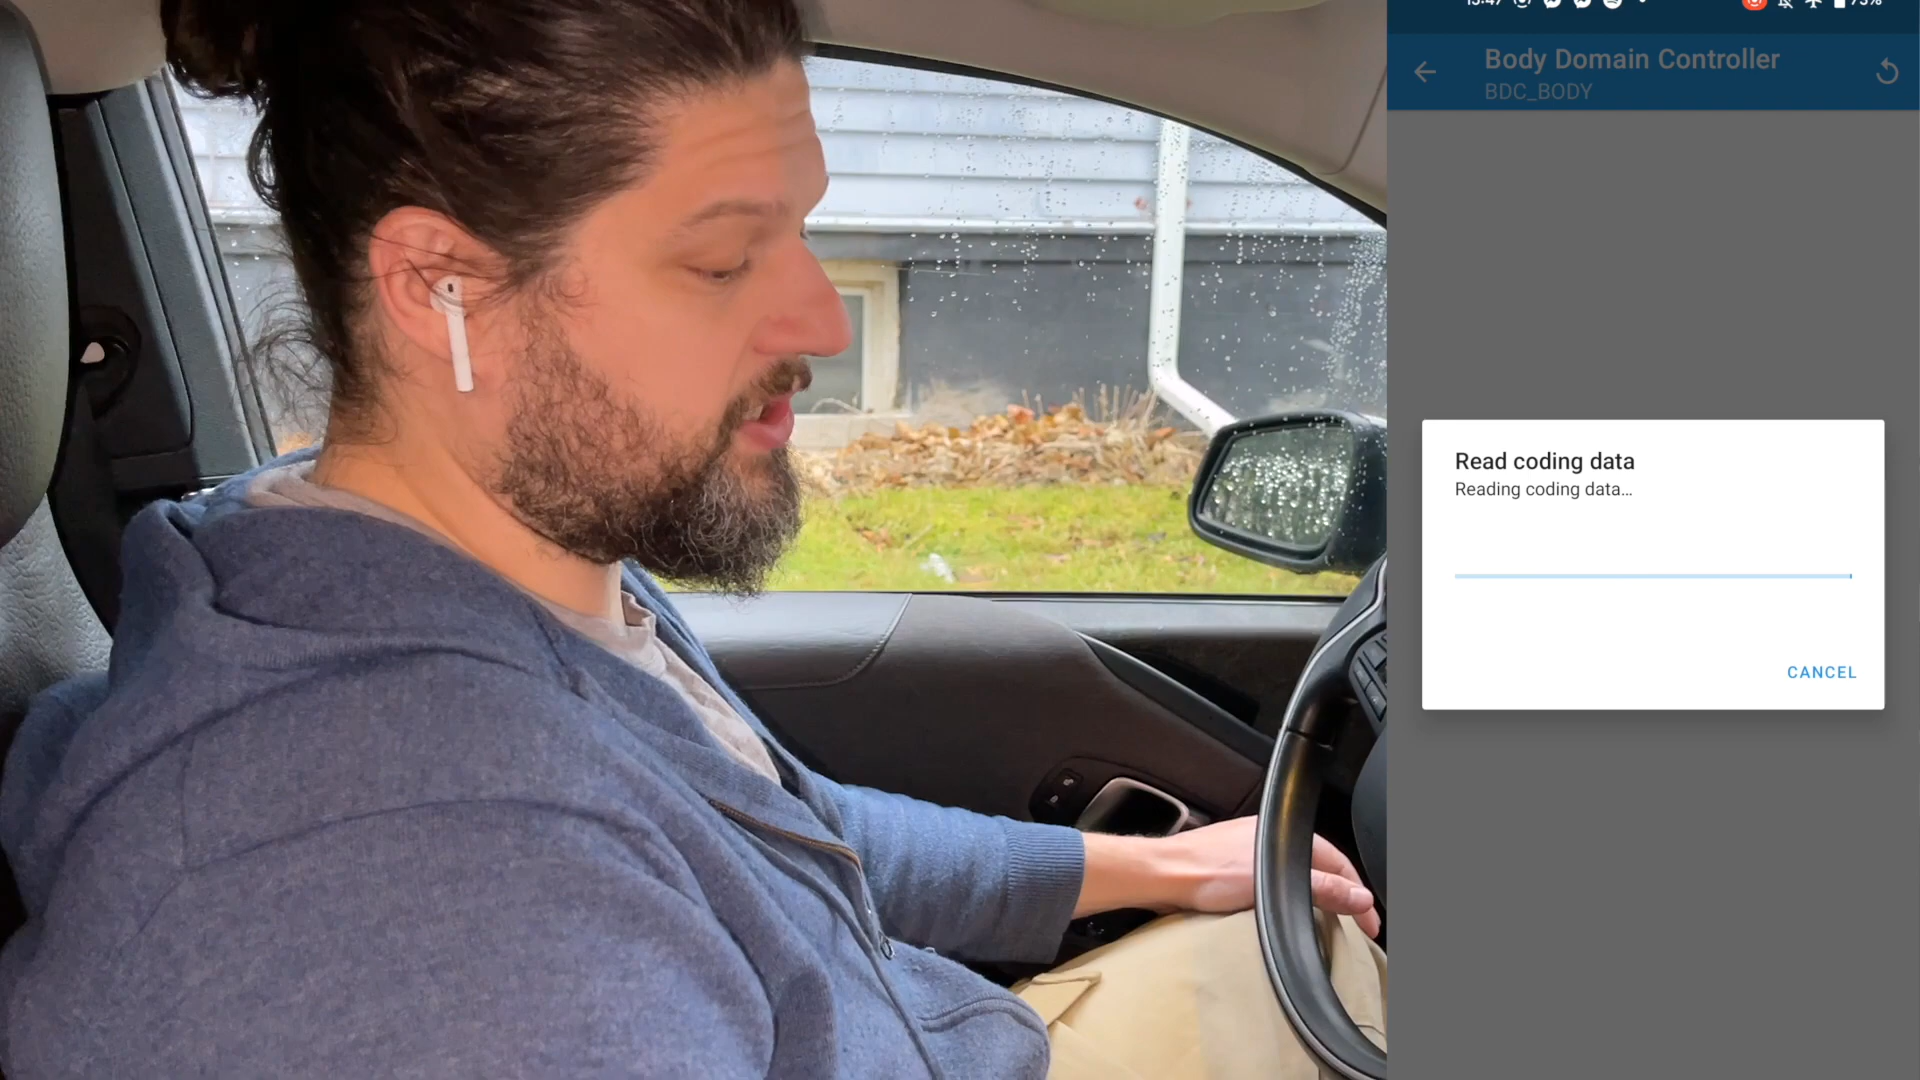 Body Domain Controller
BDC_BODY
Read coding data
Reading coding data...
CANCEL